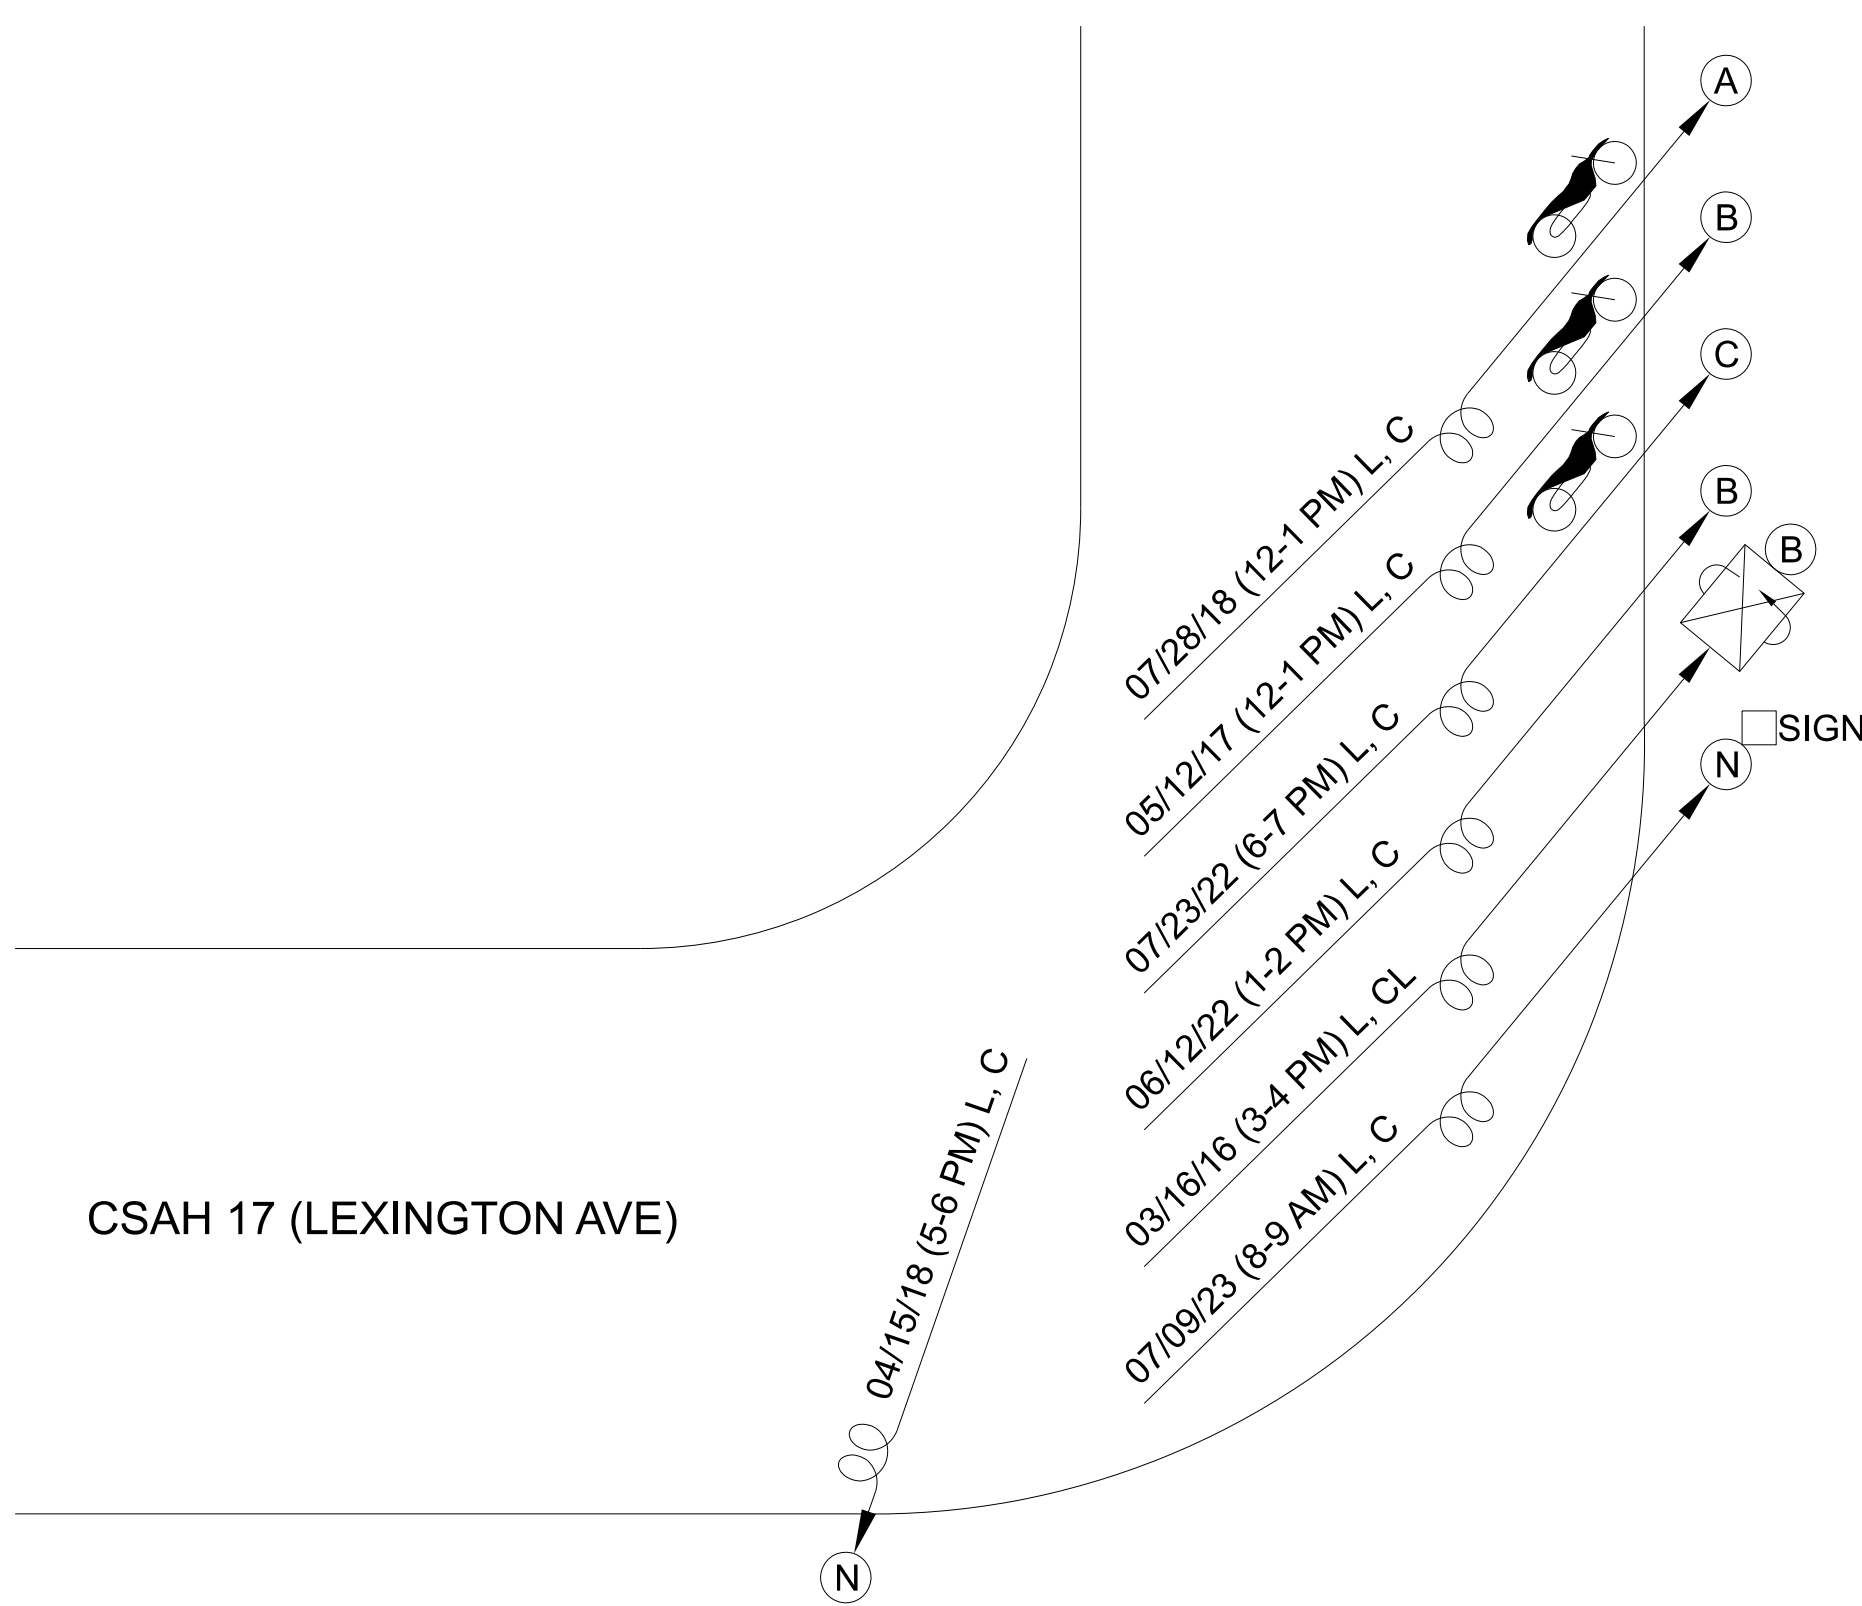 A
B
C
B
B
SIGN
N
07/28/18 (12-1 PM) L, C
05/12/17 (12-1 PM) L, C
07/23/22 (6-7 PM) L, C
06/12/22 (1-2 PM) L, C
03/16/16 (3-4 PM) L, CL
07/09/23 (8-9 AM) L, C
04/15/18 (5-6 PM) L, C
CSAH 17 (LEXINGTON AVE)
N